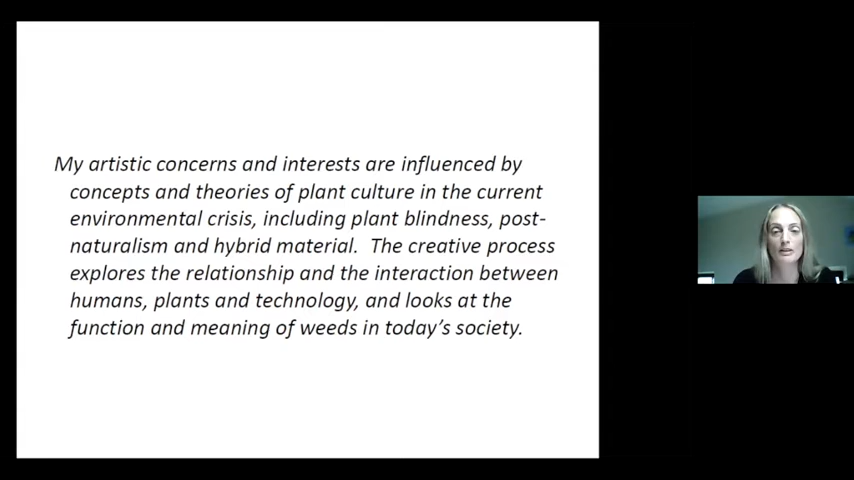 My artistic concerns and interests are influenced by
concepts and theories of plant culture in the current
environmental crisis, including plant blindness, post-
naturalism and hybrid material.  The creative process
explores the relationship and the interaction between
humans, plants and technology, and looks at the
function and meaning of weeds in today's society.